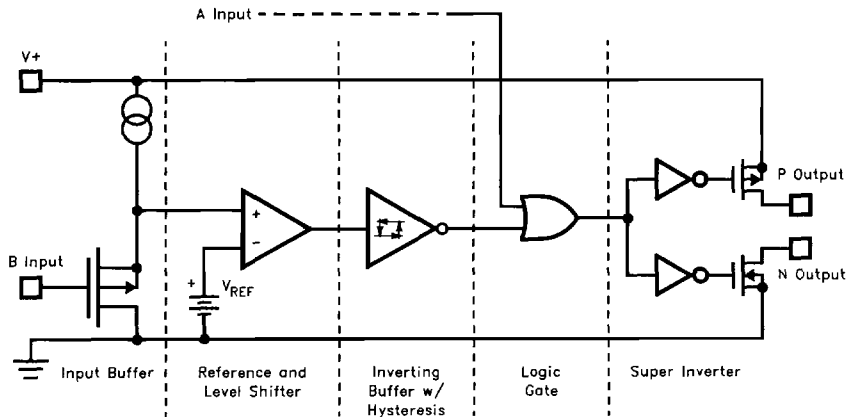 A Input
V+
P Output
+
−
B Input
+
VREF
N Output
Input Buffer
Reference and
Level Shifter
Inverting
Buffer w/
Hysteresis
Logic
Gate
Super Inverter